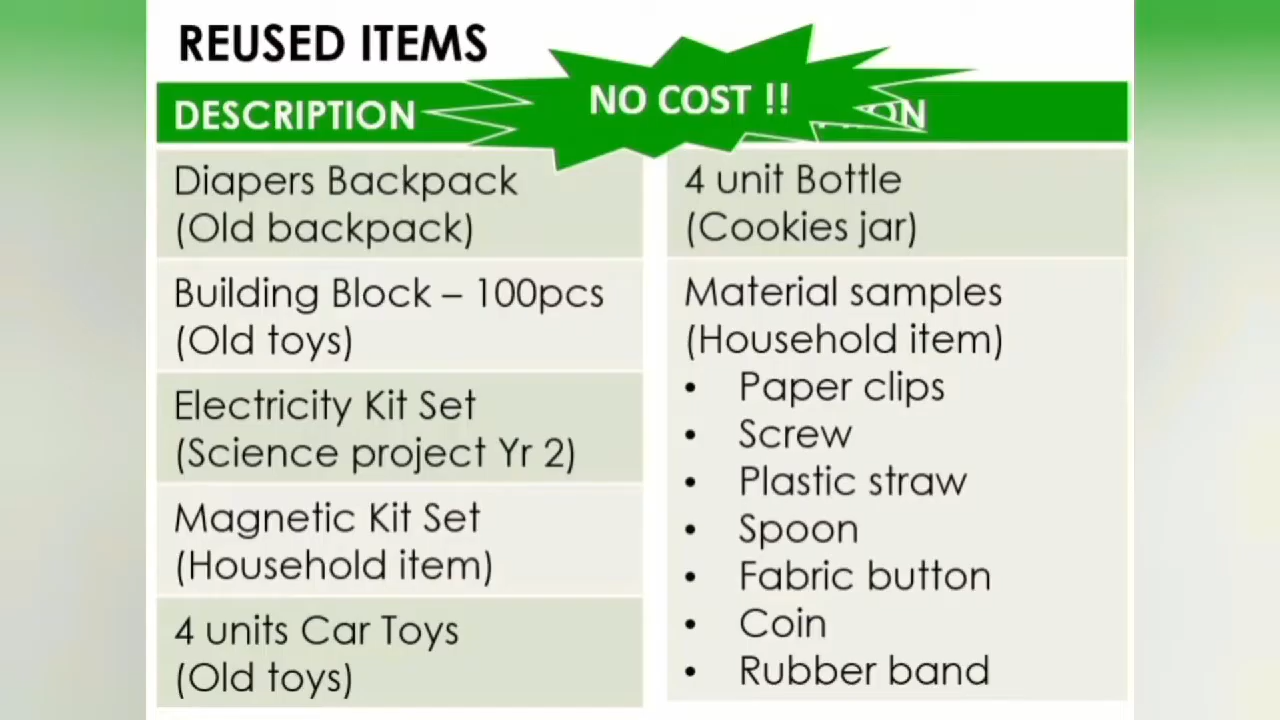 REUSED ITEMS
NO COST !!
DESCRIPTION
Diapers Backpack
(Old backpack)
Building Block – 100pcs
(Old toys)
Electricity Kit Set
(Science project Yr 2)
Magnetic Kit Set
(Household item)
4 units Car Toys
(Old toys)
4 unit Bottle
(Cookies jar)
Material samples
(Household item)
• Paper clips
• Screw
• Plastic straw
• Spoon
• Fabric button
• Coin
• Rubber band